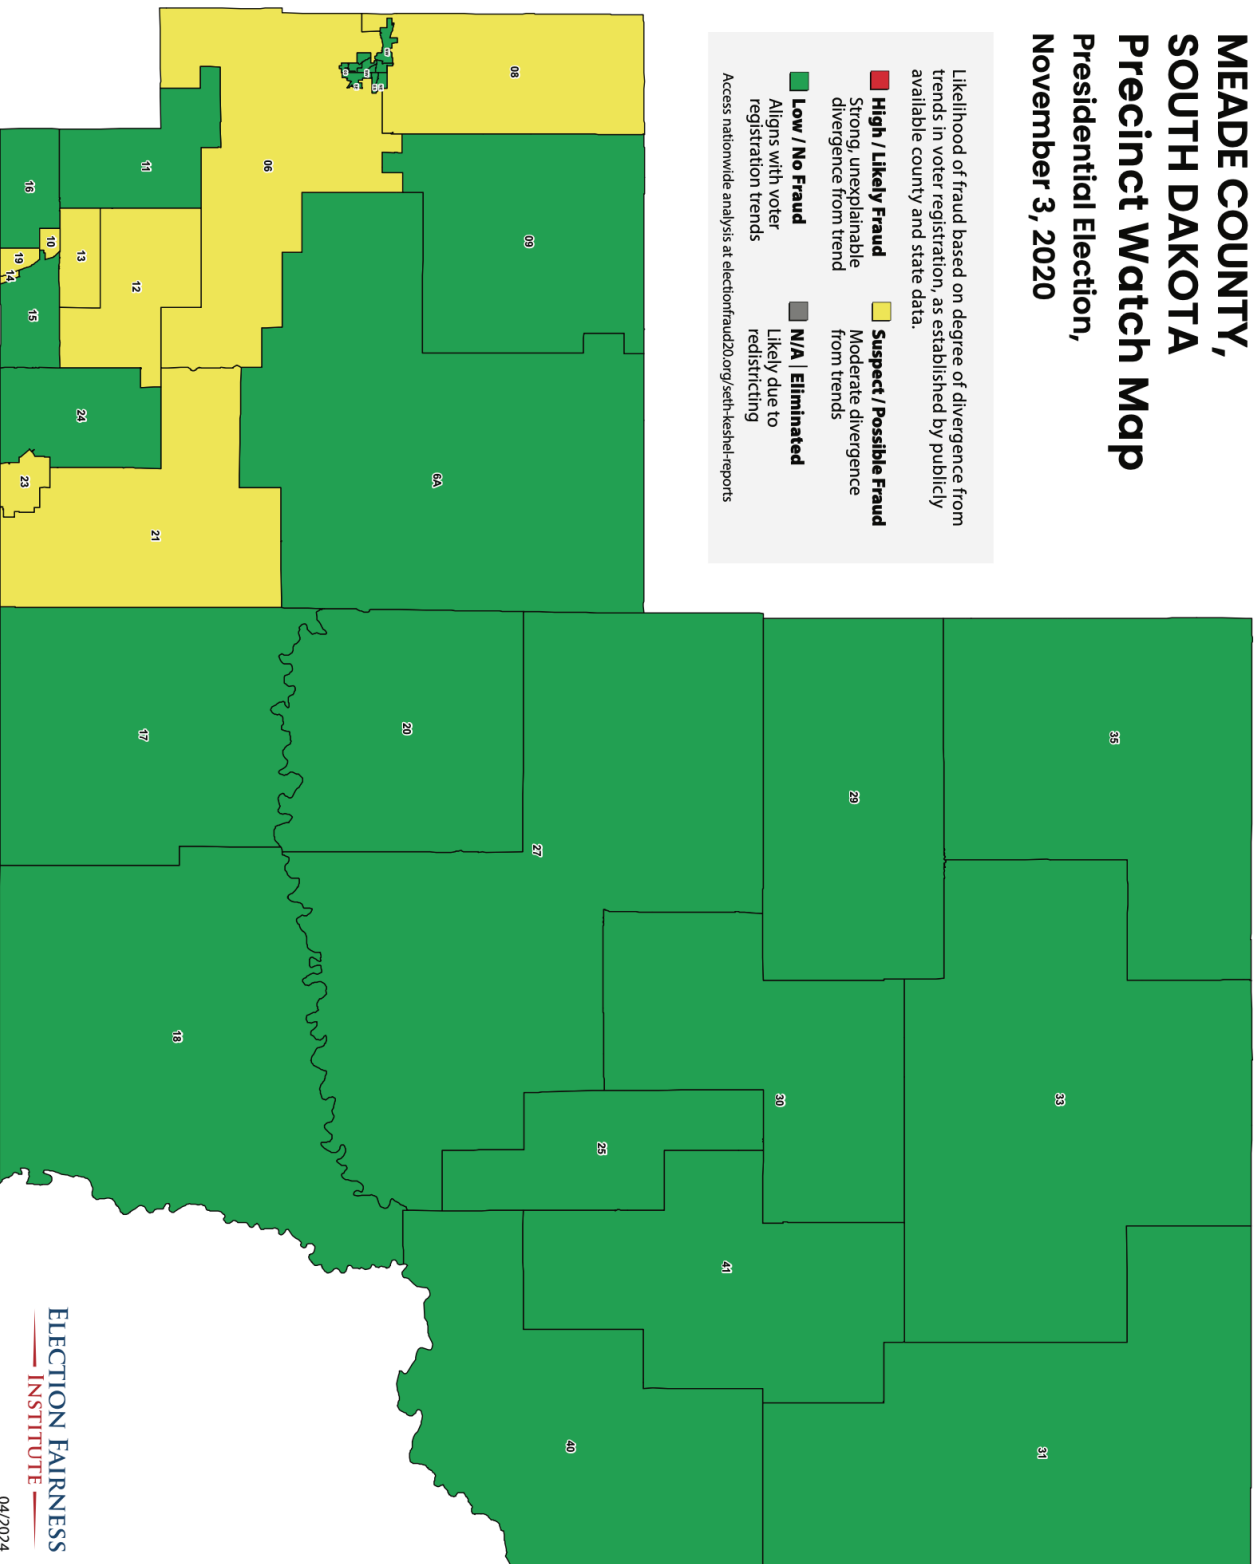 MEADE COUNTY,
SOUTH DAKOTA
Precinct Watch Map
Presidential Election,
November 3, 2020
Likelihood of fraud based on degree of divergence from
trends in voter registration, as established by publicly
available county and state data.
High / Likely Fraud
Strong, unexplainable
divergence from trend
Suspect / Possible Fraud
Moderate divergence
from trends
Low / No Fraud
Aligns with voter
registration trends
N/A | Eliminated
Likely due to
redistricting
Access nationwide analysis at electionfraud20.org/seth-keshel-reports
35
33
31
29
30
41
25
27
40
20
08
09
6A
06
11
12
13
10
16
19
14
15
24
23
21
17
18
ELECTION FAIRNESS
INSTITUTE
04/2024